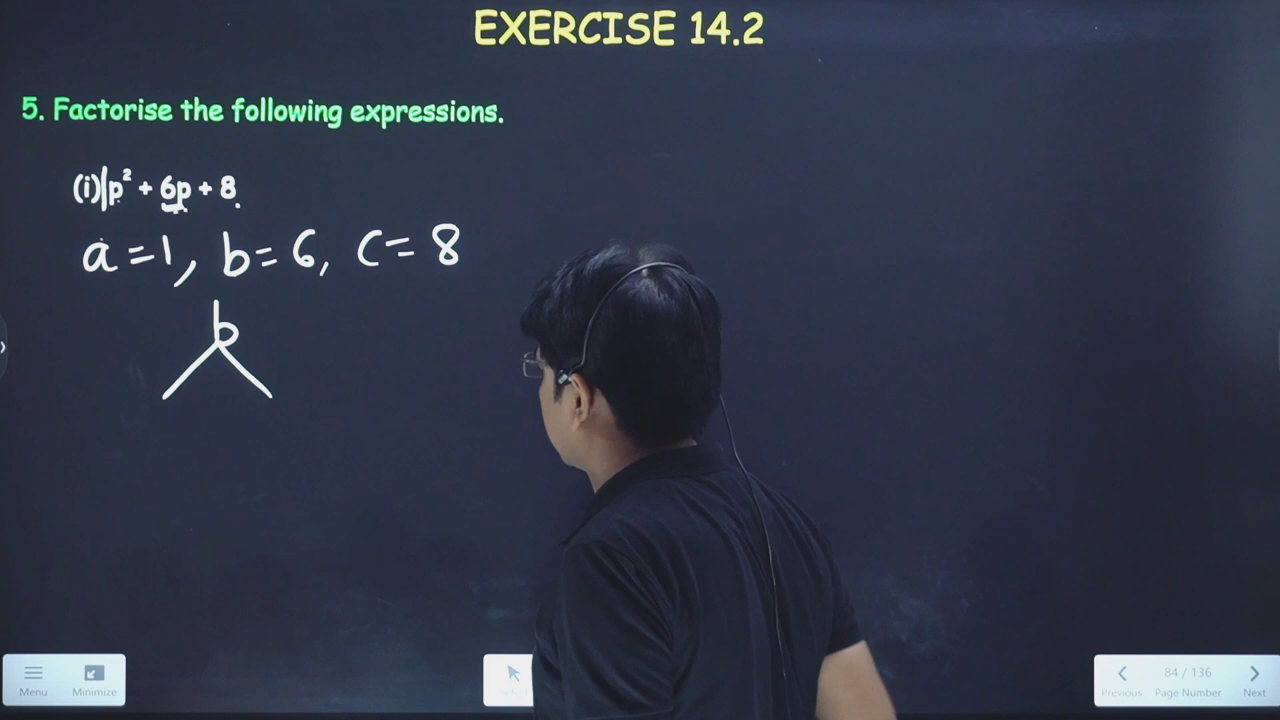 EXERCISE 14.2
5. Factorise the following expressions.
(i) p² + 6p + 8
a = 1, b = 6, c = 8
b
Menu
Minimize
Select
Previous
84 / 136
Page Number
Next